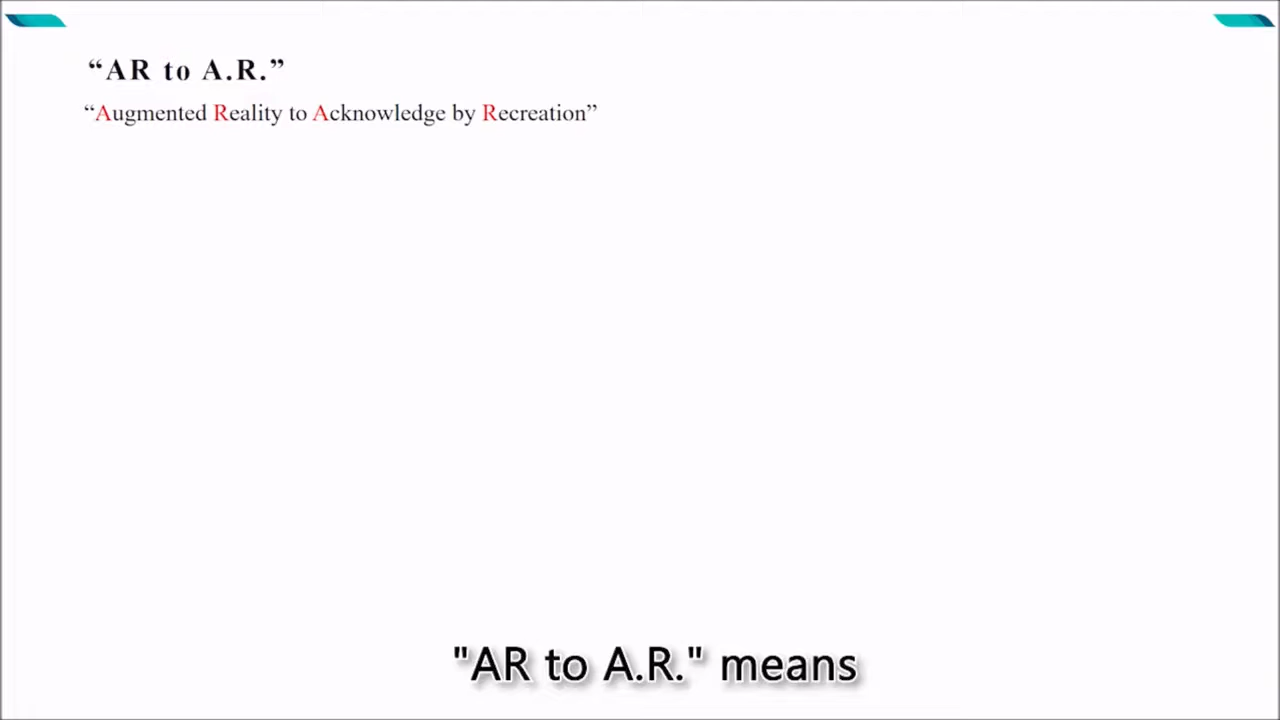 “AR to A.R.”
“Augmented Reality to Acknowledge by Recreation”
"AR to A.R." means